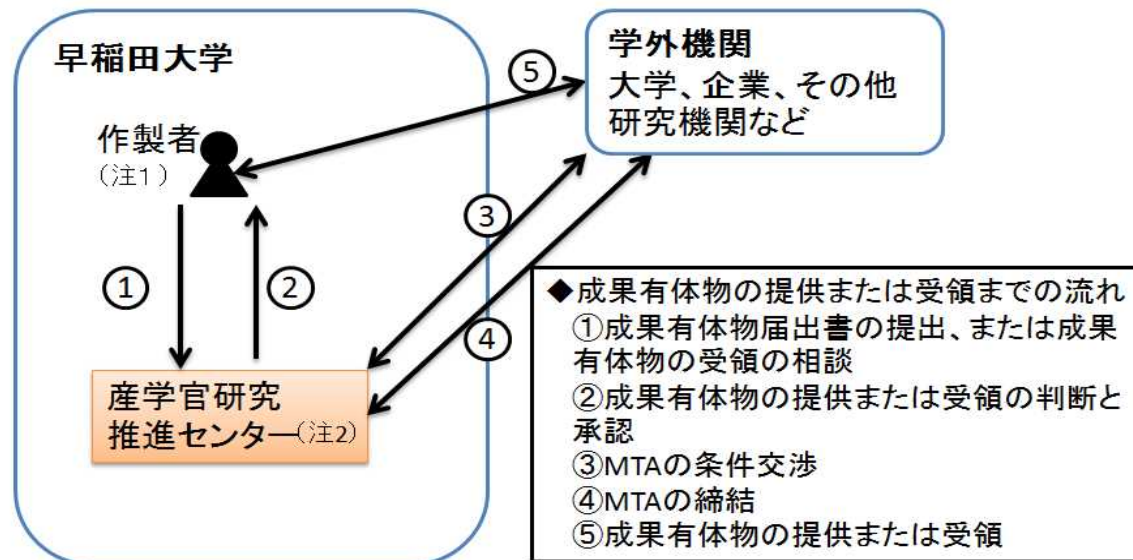 早稲田大学
作製者
（注１）
①
②
産学官研究
推進センター（注2）
⑤
③
④
学外機関
大学、企業、その他
研究機関など
◆成果有体物の提供または受領までの流れ
①成果有体物届出書の提出、または成果
有体物の受領の相談
②成果有体物の提供または受領の判断と
承認
③MTAの条件交渉
④MTAの締結
⑤成果有体物の提供または受領